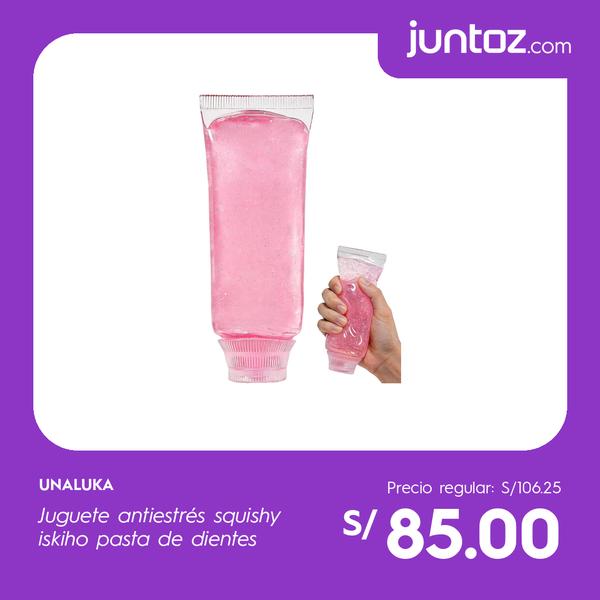 juntoz.com
UNALUKA
Juguete antiestrés squishy
iskiho pasta de dientes
Precio regular: S/106.25
S/ 85.00